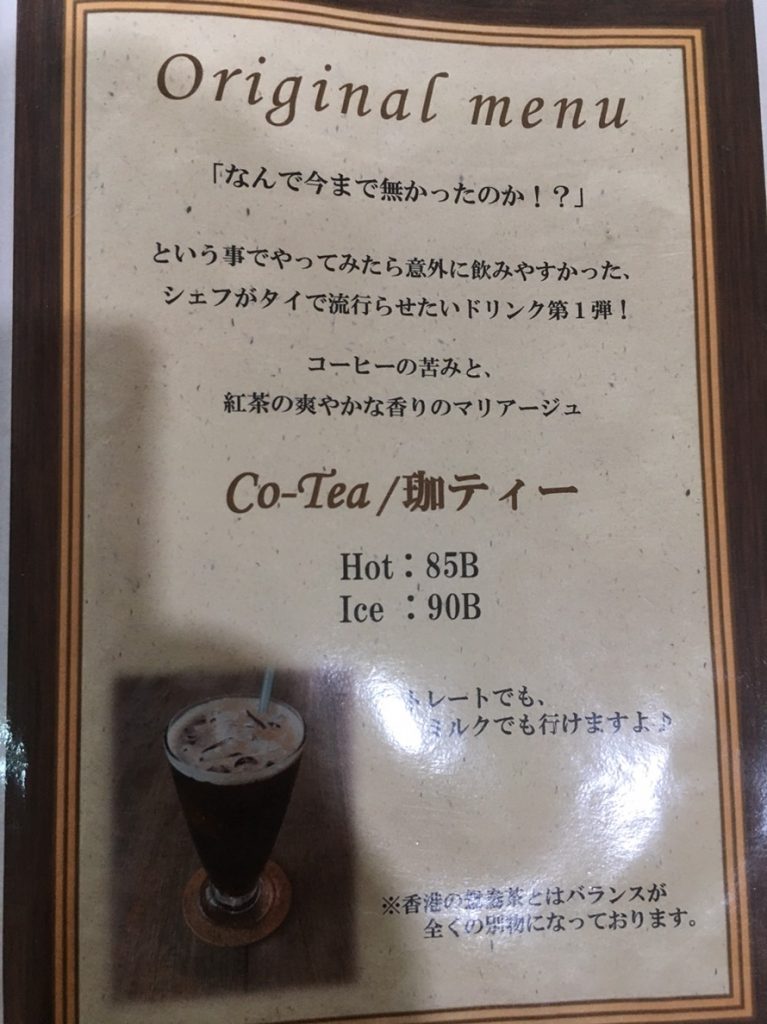 Original menu
「なんで今まで無かったのか！？」
という事でやってみたら意外に飲みやすかった、
シェフがタイで流行らせたいドリンク第１弾！
コーヒーの苦みと、
紅茶の爽やかな香りのマリアージュ
Co-Tea /珈ティー
Hot：85B
Ice ：90B
トレートでも、
ミルクでも行けますよ♪
※香港の鴛鴦茶とはバランスが
全くの別物になっております。